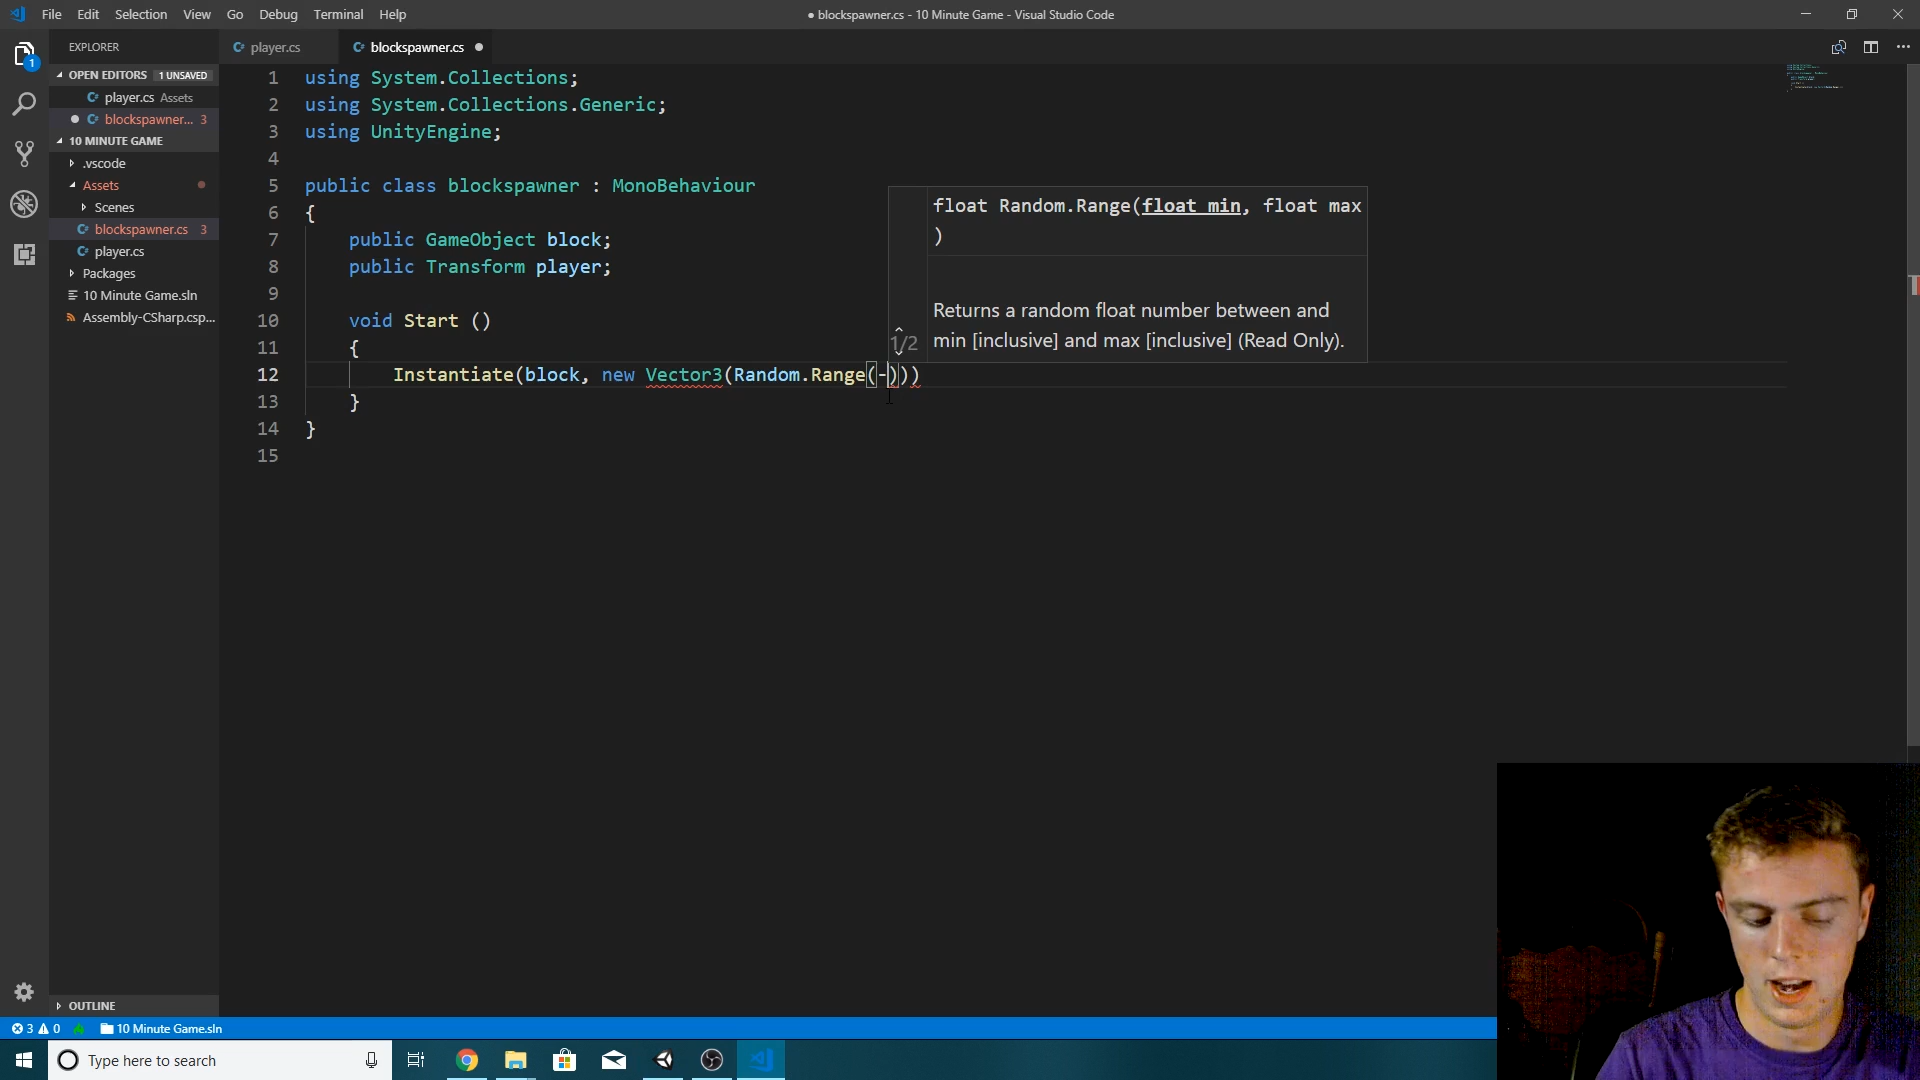 File Edit Selection View Go Debug Terminal Help
● blockspawner.cs - 10 Minute Game - Visual Studio Code
EXPLORER
OPEN EDITORS 1 UNSAVED
C# player.cs Assets
C# blockspawner... 3
10 MINUTE GAME
.vscode
Assets
Scenes
C# blockspawner.cs 3
C# player.cs
Packages
10 Minute Game.sln
Assembly-CSharp.csp...
OUTLINE
1
C# player.cs
C# blockspawner.cs ●
1 using System.Collections;
2 using System.Collections.Generic;
3 using UnityEngine;
4
5 public class blockspawner : MonoBehaviour
6 {
7 public GameObject block;
8 public Transform player;
9
10 void Start ()
11 {
12 Instantiate(block, new Vector3(Random.Range(-)))
13 }
14 }
15
float Random.Range(float min, float max
)
1/2
Returns a random float number between and
min [inclusive] and max [inclusive] (Read Only).
3 0
10 Minute Game.sln
Type here to search